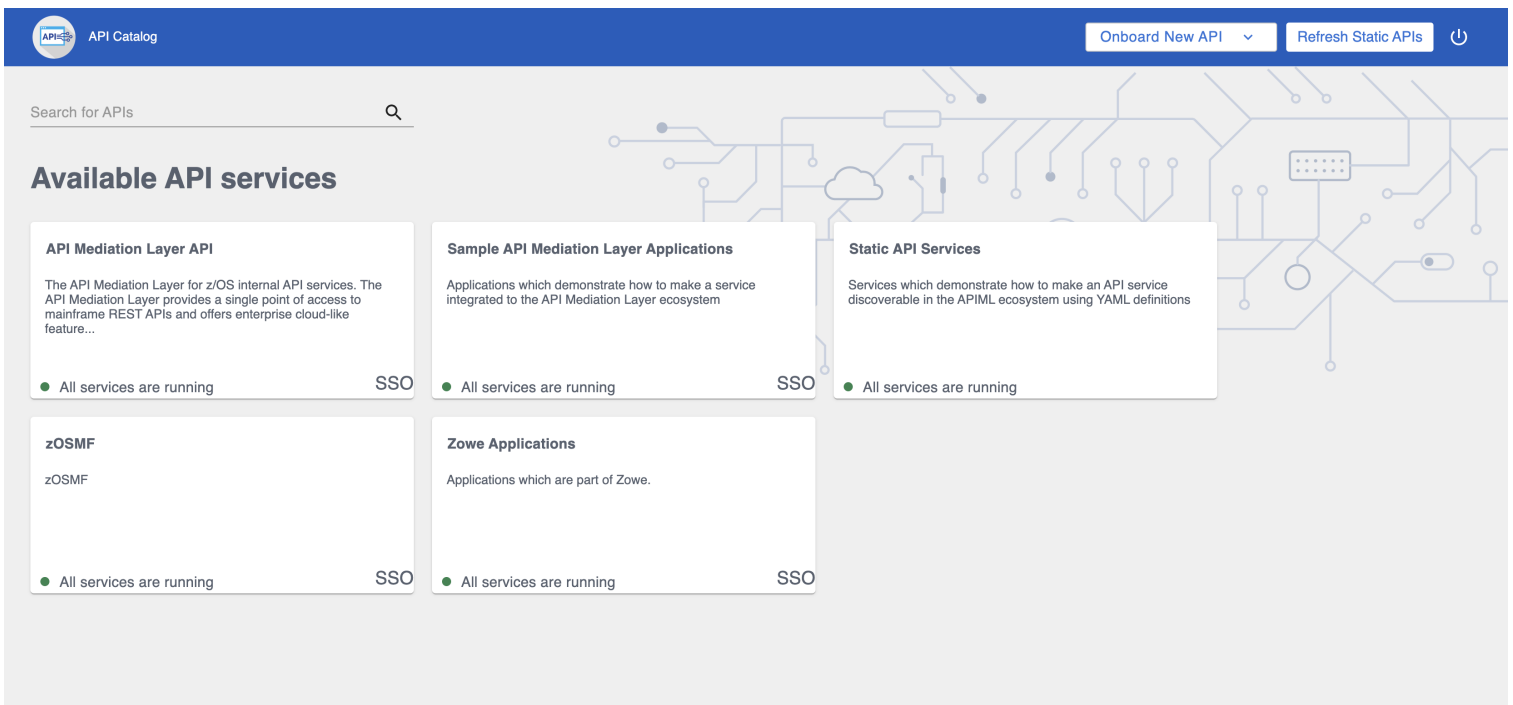 API
API Catalog
Onboard New API
Refresh Static APIs
Search for APIs
Available API services
API Mediation Layer API
The API Mediation Layer for z/OS internal API services. The
API Mediation Layer provides a single point of access to
mainframe REST APIs and offers enterprise cloud-like
feature...
All services are running
SSO
Sample API Mediation Layer Applications
Applications which demonstrate how to make a service
integrated to the API Mediation Layer ecosystem
All services are running
SSO
Static API Services
Services which demonstrate how to make an API service
discoverable in the APIML ecosystem using YAML definitions
All services are running
zOSMF
zOSMF
All services are running
SSO
Zowe Applications
Applications which are part of Zowe.
All services are running
SSO